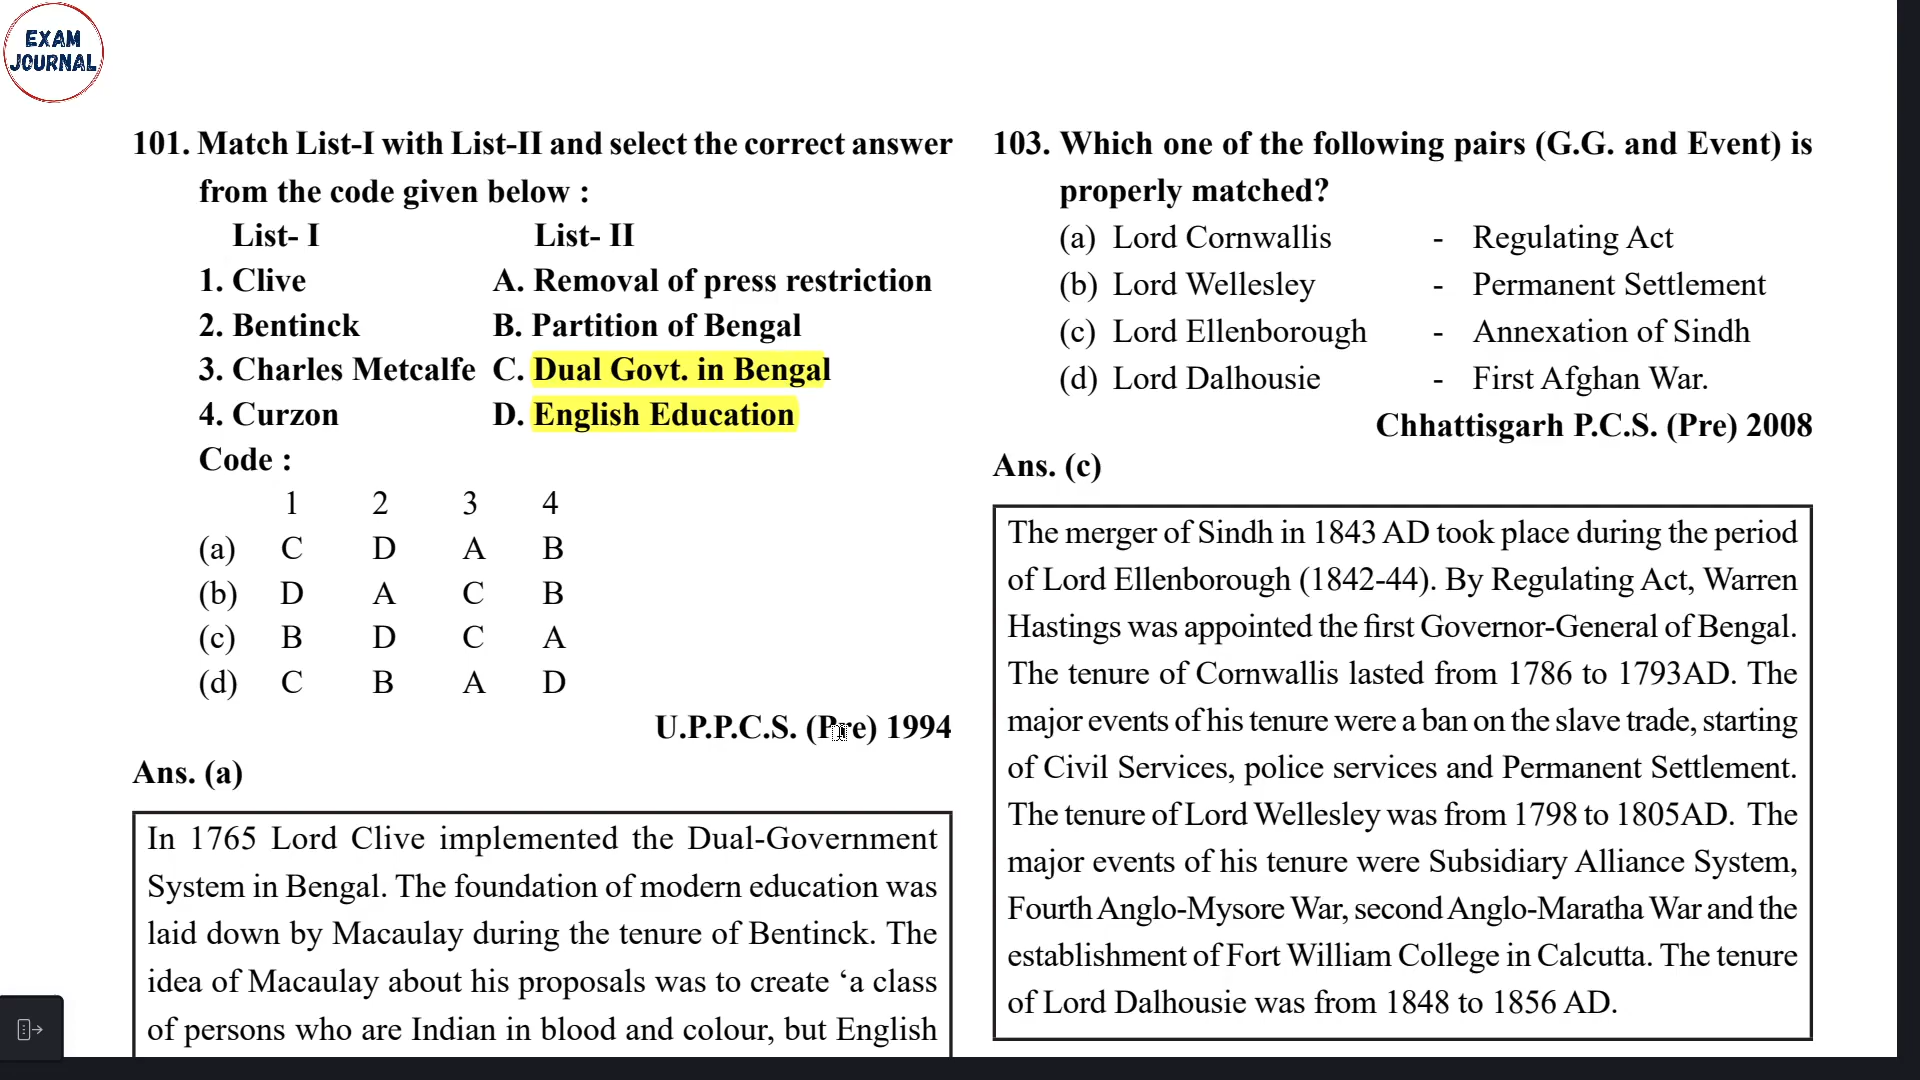 EXAM
JOURNAL
101. Match List-I with List-II and select the correct answer
from the code given below :
List- I List- II
1. Clive A. Removal of press restriction
2. Bentinck B. Partition of Bengal
3. Charles Metcalfe C. Dual Govt. in Bengal
4. Curzon D. English Education
Code :
1 2 3 4
(a) C D A B
(b) D A C B
(c) B D C A
(d) C B A D
U.P.P.C.S. (Pre) 1994
Ans. (a)
In 1765 Lord Clive implemented the Dual-Government
System in Bengal. The foundation of modern education was
laid down by Macaulay during the tenure of Bentinck. The
idea of Macaulay about his proposals was to create ‘a class
of persons who are Indian in blood and colour, but English
103. Which one of the following pairs (G.G. and Event) is
properly matched?
(a) Lord Cornwallis - Regulating Act
(b) Lord Wellesley - Permanent Settlement
(c) Lord Ellenborough - Annexation of Sindh
(d) Lord Dalhousie - First Afghan War.
Chhattisgarh P.C.S. (Pre) 2008
Ans. (c)
The merger of Sindh in 1843 AD took place during the period
of Lord Ellenborough (1842-44). By Regulating Act, Warren
Hastings was appointed the first Governor-General of Bengal.
The tenure of Cornwallis lasted from 1786 to 1793AD. The
major events of his tenure were a ban on the slave trade, starting
of Civil Services, police services and Permanent Settlement.
The tenure of Lord Wellesley was from 1798 to 1805AD. The
major events of his tenure were Subsidiary Alliance System,
Fourth Anglo-Mysore War, second Anglo-Maratha War and the
establishment of Fort William College in Calcutta. The tenure
of Lord Dalhousie was from 1848 to 1856 AD.